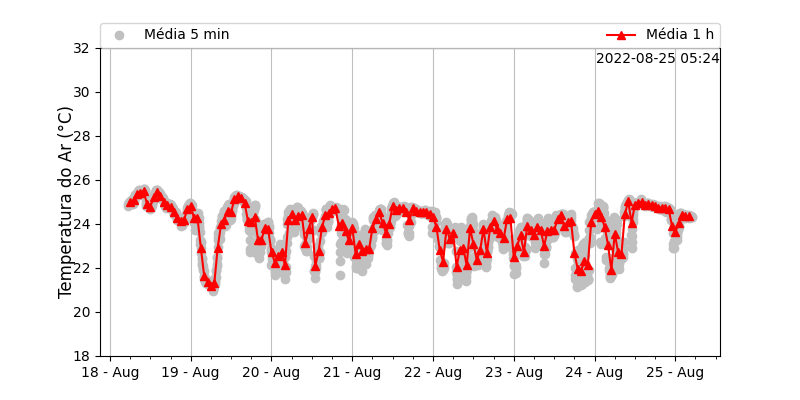 Média 5 min
Média 1 h
2022-08-25 05:24
Temperatura do Ar (°C)
32
30
28
26
24
22
20
18
18 - Aug
19 - Aug
20 - Aug
21 - Aug
22 - Aug
23 - Aug
24 - Aug
25 - Aug